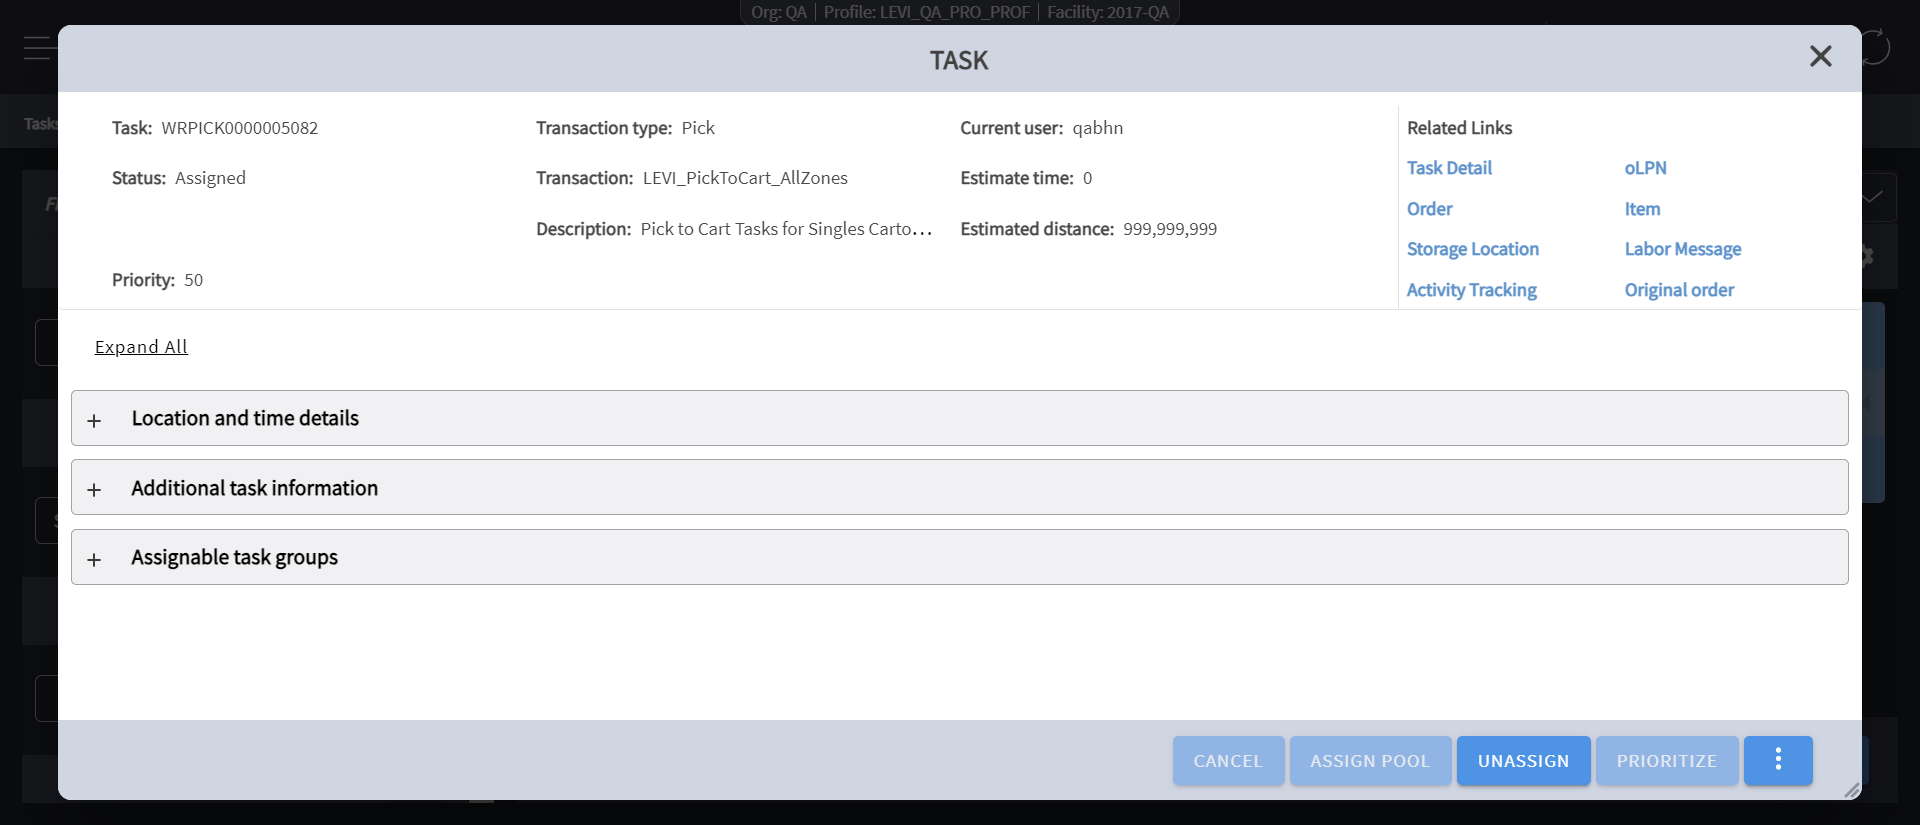 Org: QA | Profile: LEVI_QA_PRO_PROF | Facility: 2017-QA
TASK
Tasks
Task: WRPICK0000005082
Transaction type: Pick
Current user: qabhn
Related Links
Status: Assigned
Transaction: LEVI_PickToCart_AllZones
Estimate time: 0
Task Detail
oLPN
Description: Pick to Cart Tasks for Singles Carto...
Estimated distance: 999,999,999
Order
Item
Storage Location
Labor Message
Priority: 50
Activity Tracking
Original order
Expand All
+ Location and time details
+ Additional task information
+ Assignable task groups
CANCEL
ASSIGN POOL
UNASSIGN
PRIORITIZE